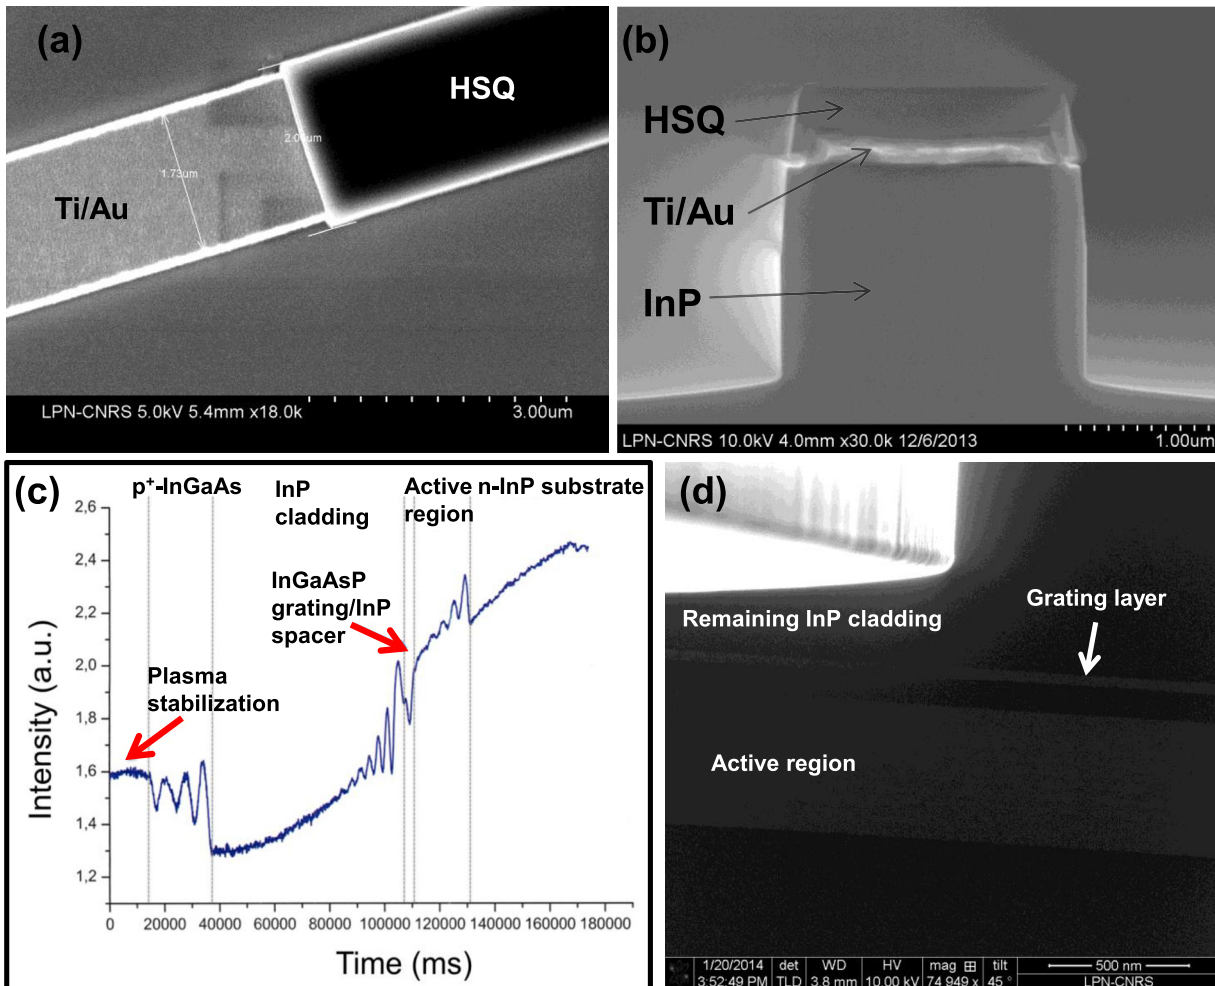 (a)
HSQ
2.00um
1.73um
Ti/Au
LPN-CNRS 5.0kV 5.4mm x18.0k
3.00um
(b)
HSQ
Ti/Au
InP
LPN-CNRS 10.0kV 4.0mm x30.0k 12/6/2013
1.00um
(c)
p+-InGaAs
InP
cladding
Active
region
n-InP substrate
InGaAsP
grating/InP
spacer
Plasma
stabilization
2,6
2,4
2,2
2,0
1,8
1,6
1,4
1,2
Intensity (a.u.)
0 20000 40000 60000 80000 100000 120000 140000 160000 180000
Time (ms)
(d)
Remaining InP cladding
Grating layer
Active region
1/20/2014 det WD HV mag tilt 500 nm
3:52:49 PM TLD 3.8 mm 10.00 kV 74 949 x 45 ° LPN-CNRS